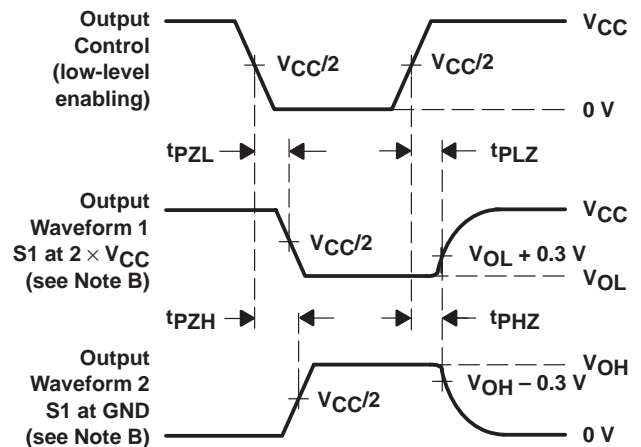 Output
Control
(low-level
enabling)
VCC
VCC/2
VCC/2
0 V
tPZL
tPLZ
Output
Waveform 1
S1 at 2 × VCC
(see Note B)
VCC
VCC/2
VOL + 0.3 V
VOL
tPZH
tPHZ
Output
Waveform 2
S1 at GND
(see Note B)
VOH
VOH − 0.3 V
VCC/2
0 V